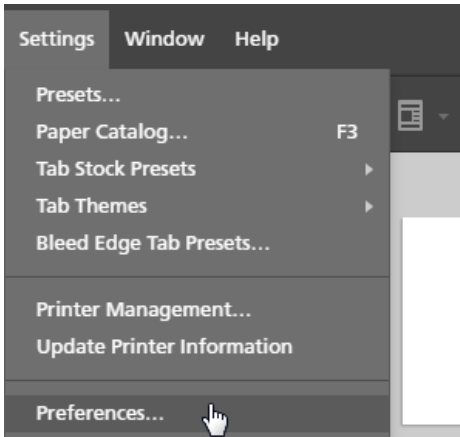 Settings Window Help
Presets...
Paper Catalog... F3
Tab Stock Presets
Tab Themes
Bleed Edge Tab Presets...
Printer Management...
Update Printer Information
Preferences...